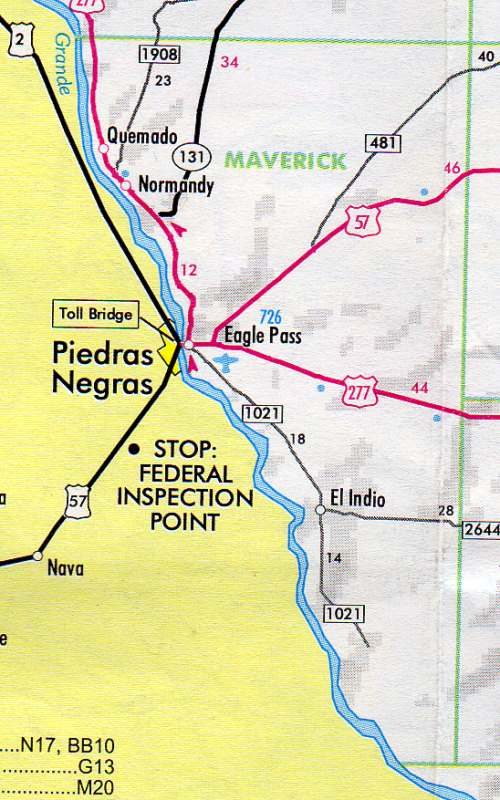 277
2
Grande
1908
23
34
40
Quemado
131
MAVERICK
481
46
Normandy
57
12
Toll Bridge
726
Eagle Pass
Piedras
Negras
277
44
1021
18
STOP:
FEDERAL
INSPECTION
POINT
57
El Indio
28
2644
Nava
14
1021
e
...N17, BB10
G13
M20